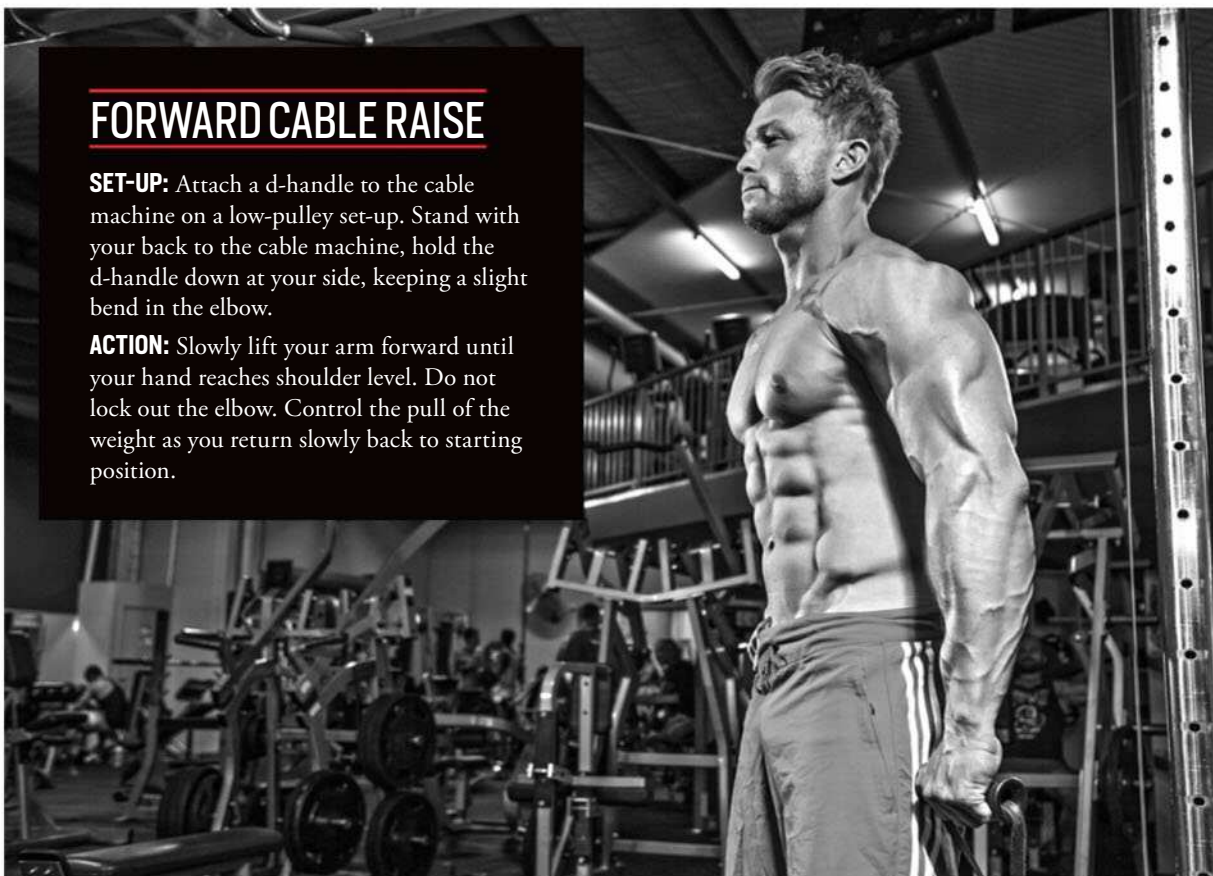 FORWARD CABLE RAISE
SET-UP: Attach a d-handle to the cable
machine on a low-pulley set-up. Stand with
your back to the cable machine, hold the
d-handle down at your side, keeping a slight
bend in the elbow.
ACTION: Slowly lift your arm forward until
your hand reaches shoulder level. Do not
lock out the elbow. Control the pull of the
weight as you return slowly back to starting
position.